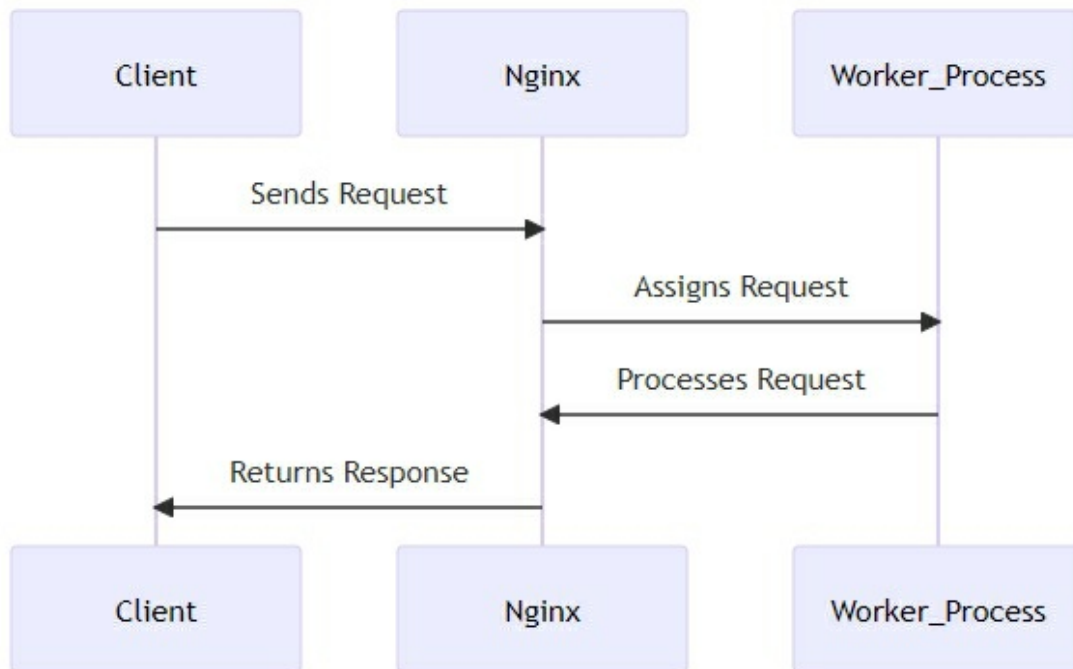 Client
Nginx
Worker_Process
Sends Request
Assigns Request
Processes Request
Returns Response
Client
Nginx
Worker_Process